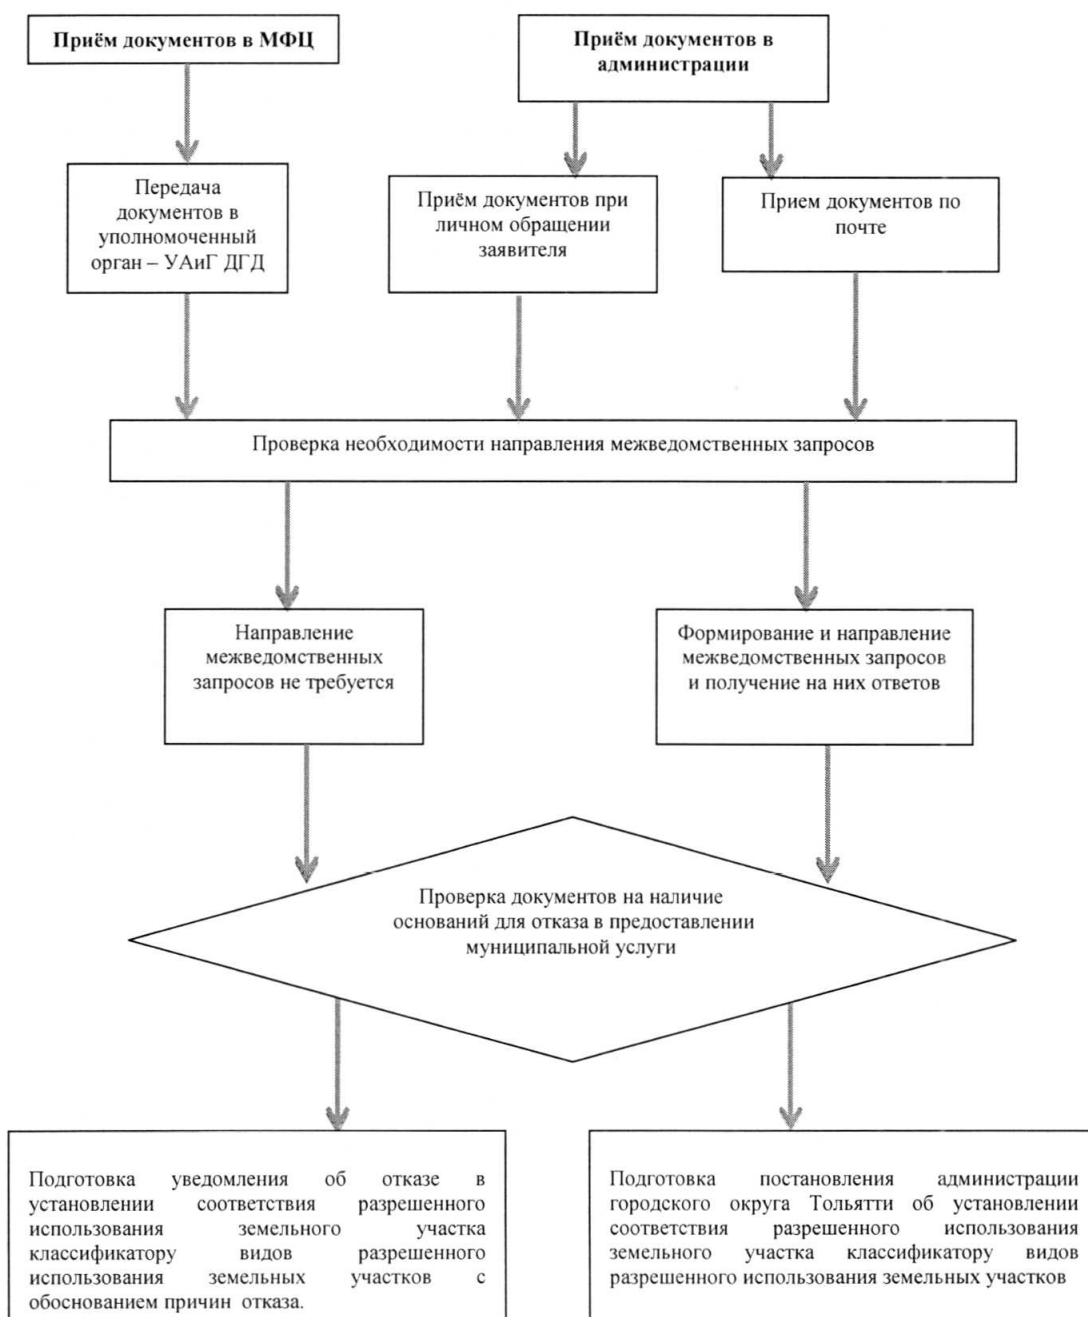 Приём документов в МФЦ
Приём документов в
администрации
Передача
документов в
уполномоченный
орган – УАиГ ДГД
Приём документов при
личном обращении
заявителя
Прием документов по
почте
Проверка необходимости направления межведомственных запросов
Направление
межведомственных
запросов не требуется
Формирование и направление
межведомственных запросов
и получение на них ответов
Проверка документов на наличие
оснований для отказа в предоставлении
муниципальной услуги
Подготовка уведомления об отказе в
установлении соответствия разрешенного
использования земельного участка
классификатору видов разрешенного
использования земельных участков с
обоснованием причин отказа.
Подготовка постановления администрации
городского округа Тольятти об установлении
соответствия разрешенного использования
земельного участка классификатору видов
разрешенного использования земельных участков